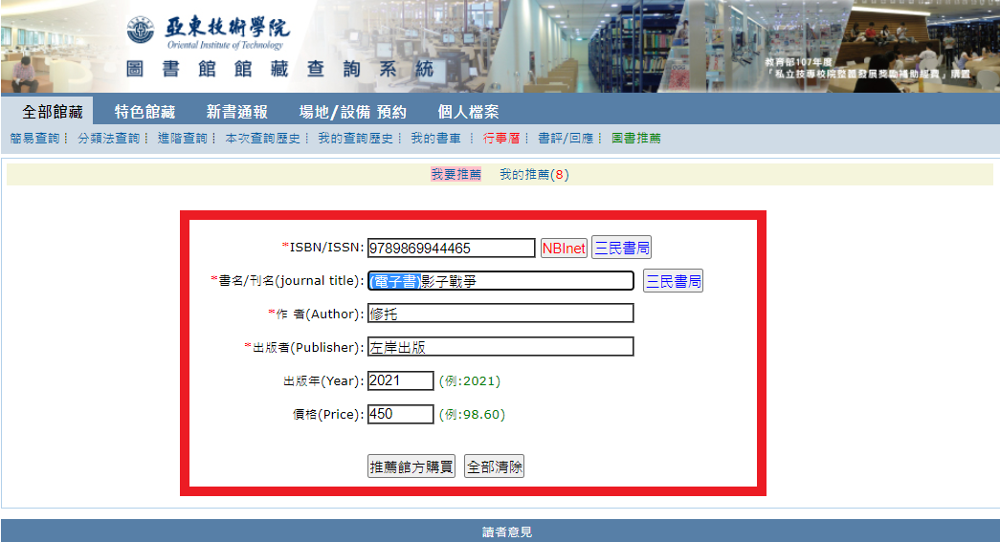 亞東技術學院
Oriental Institute of Technology
圖書館館藏查詢系統
教育部107年度
「私立技專校院整體發展獎勵補助經費」購置
全部館藏 特色館藏 新書通報 場地/設備 預約 個人檔案
簡易查詢⁝ 分類法查詢⁝ 進階查詢⁝ 本次查詢歷史⁝ 我的查詢歷史⁝ 我的書車 ⁝ 行事曆⁝ 書評/回應⁝ 圖書推薦
我要推薦 我的推薦(8)
*ISBN/ISSN: 9789869944465 NBInet 三民書局
*書名/刊名(journal title): (電子書)影子戰爭 三民書局
*作 者(Author): 修托
*出版者(Publisher): 左岸出版
出版年(Year): 2021 (例:2021)
價格(Price): 450 (例:98.60)
推薦館方購買 全部清除
讀者意見